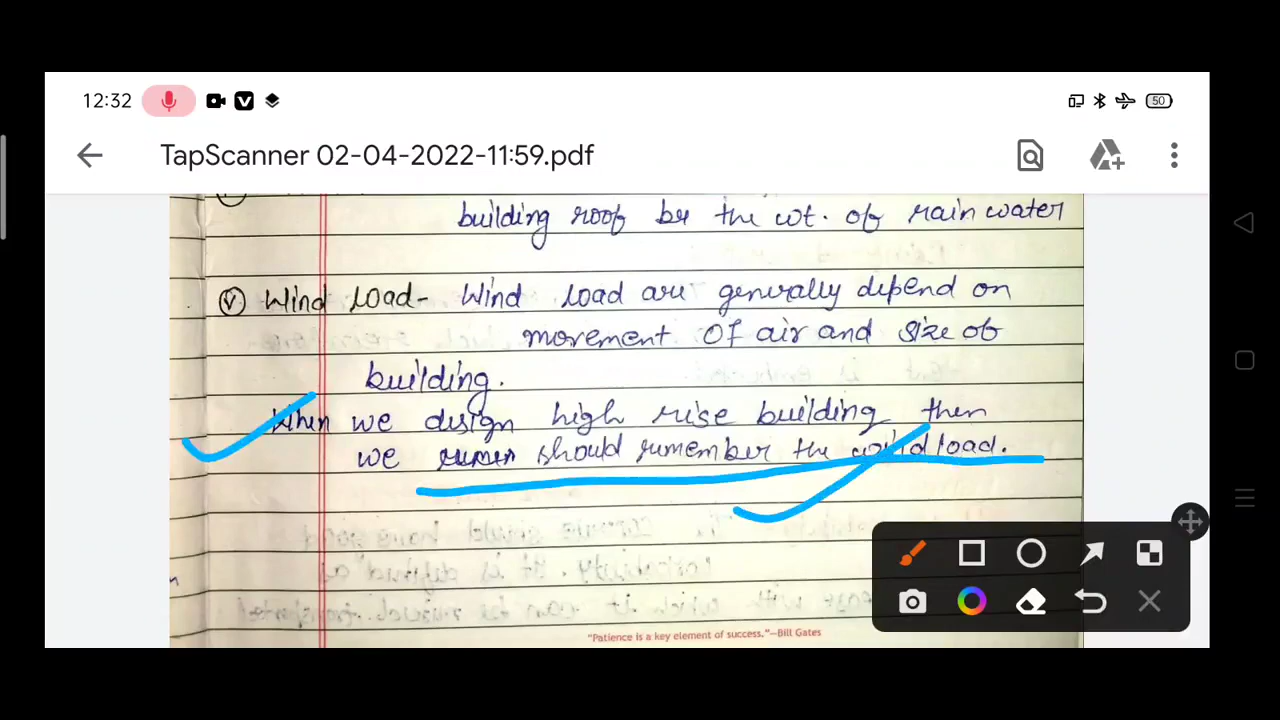 12:32
50
TapScanner 02-04-2022-11:59.pdf
building roof by the wt. of rain water
(V) Wind load- Wind load are generally depend on
movement of air and size of
building.
When we design high rise building then
we should rumember the wind load.
"Patience is a key element of success."—Bill Gates